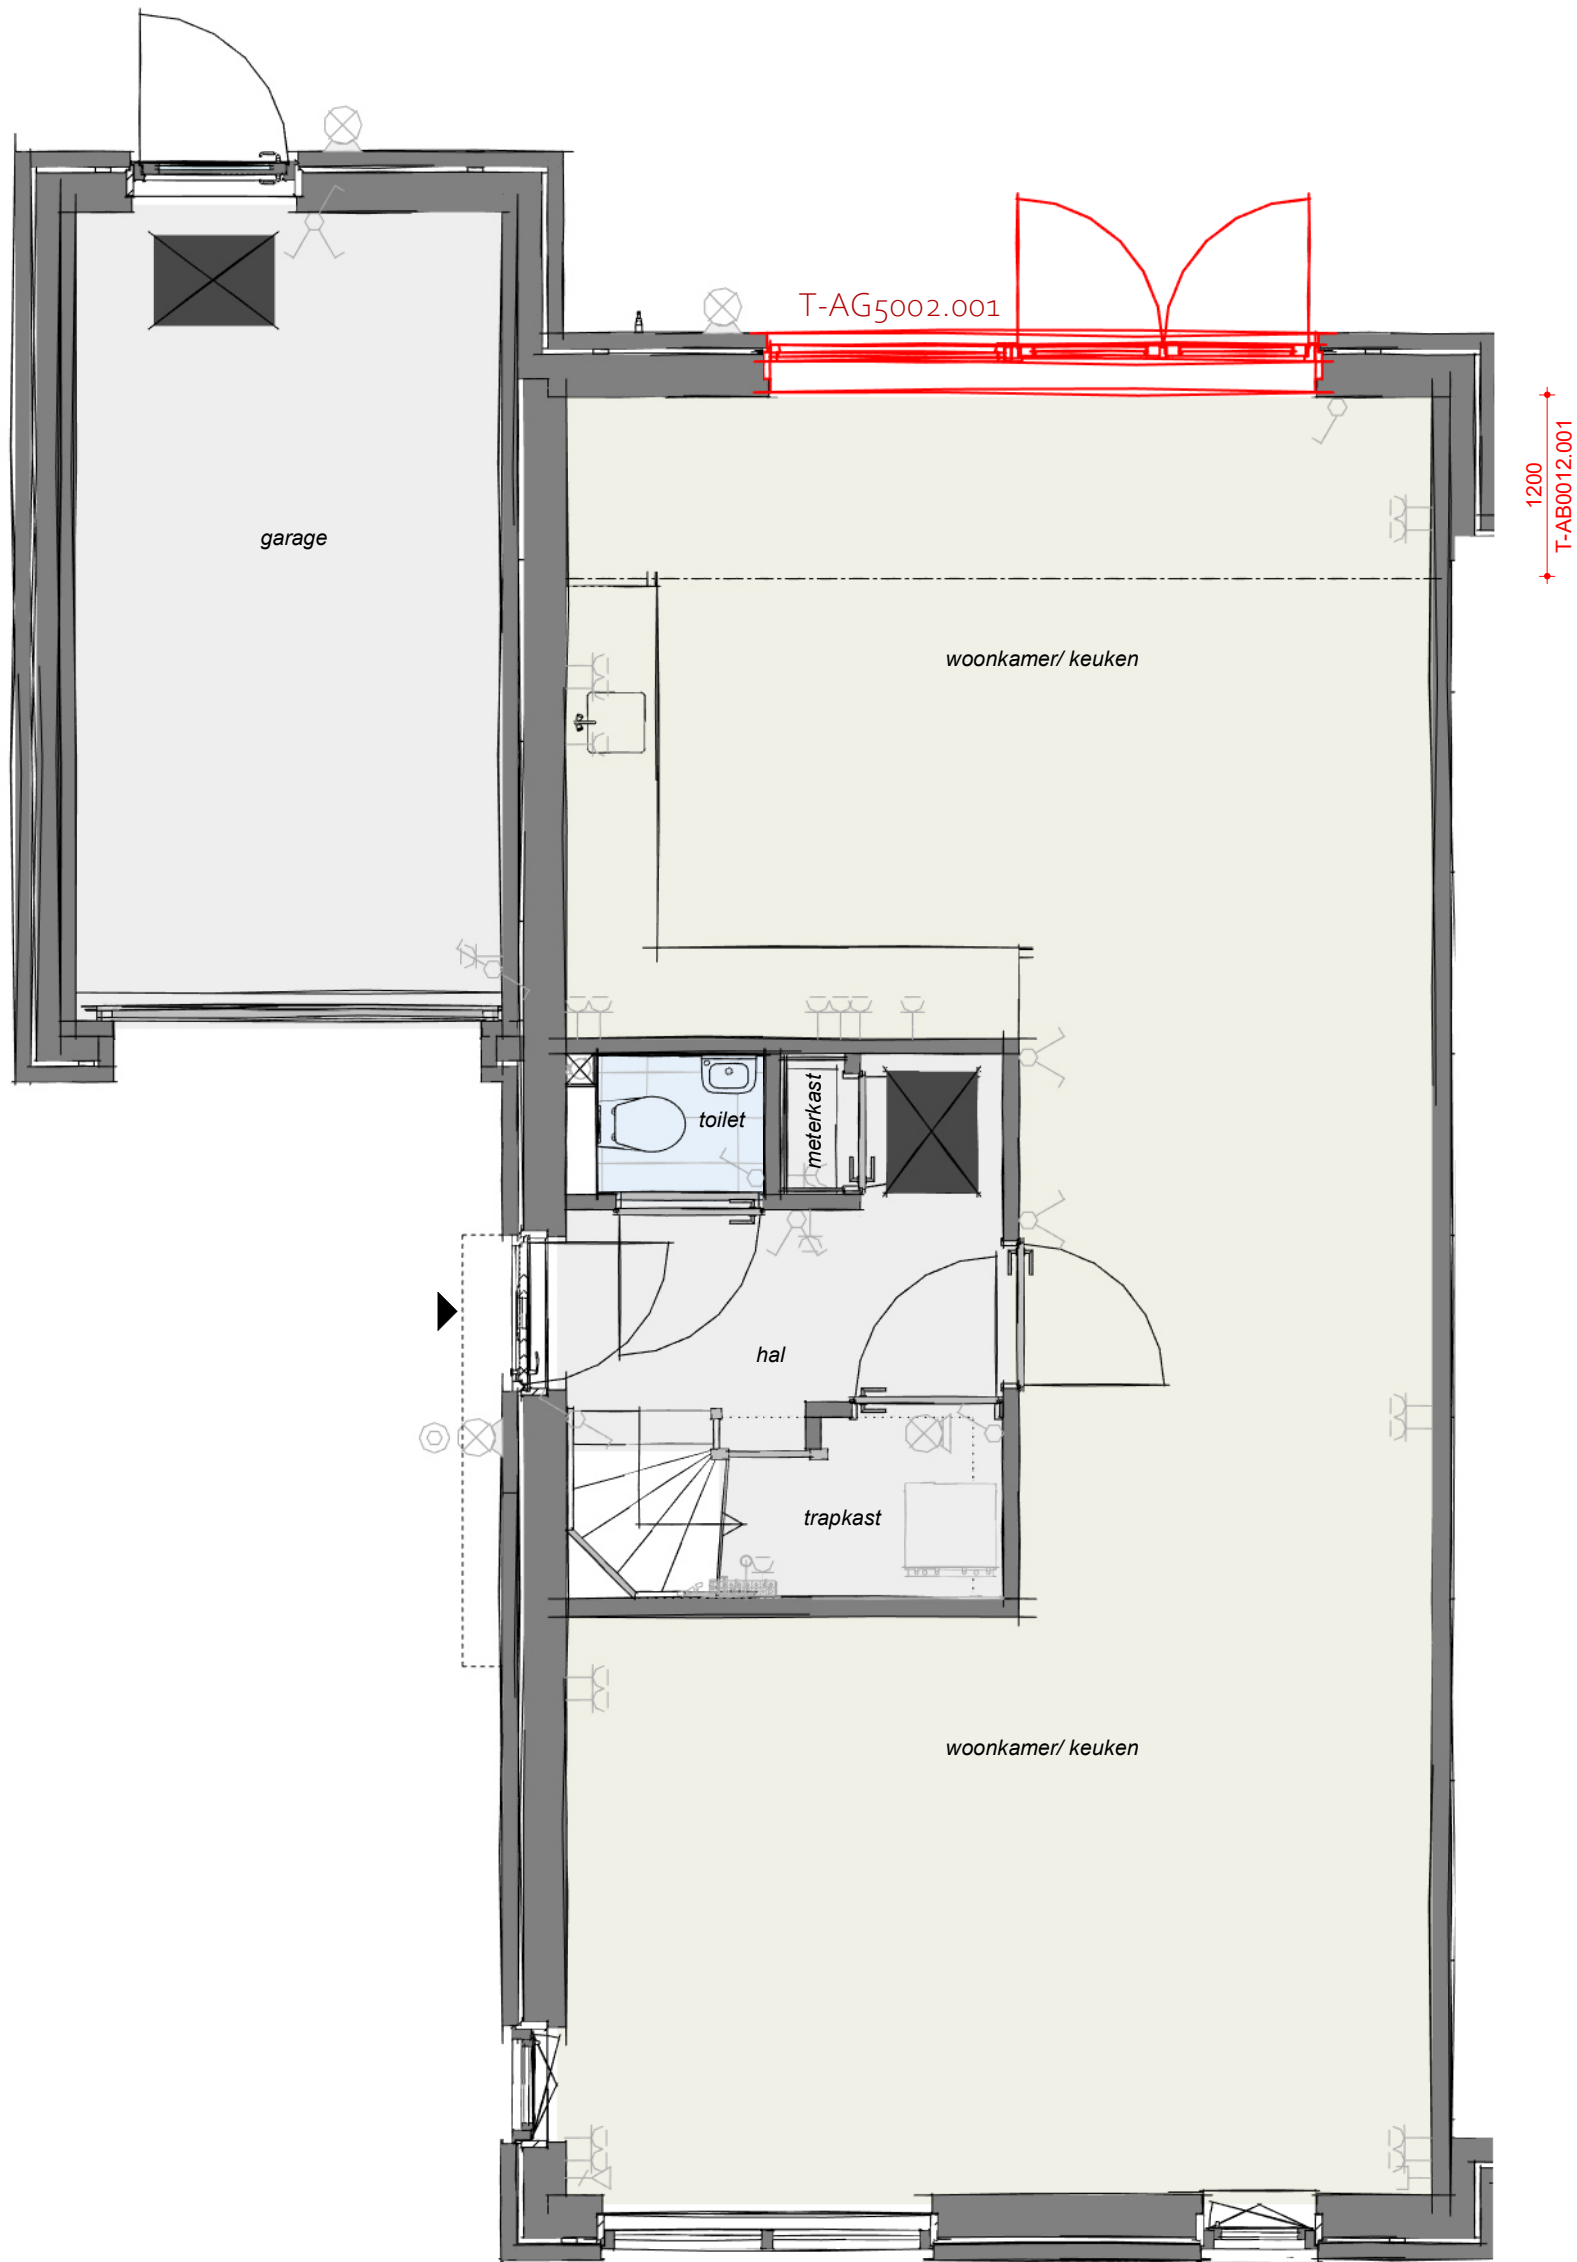 T-AG5002.001
1200
T-AB0012.001
garage
woonkamer/ keuken
toilet
meterkast
hal
trapkast
woonkamer/ keuken